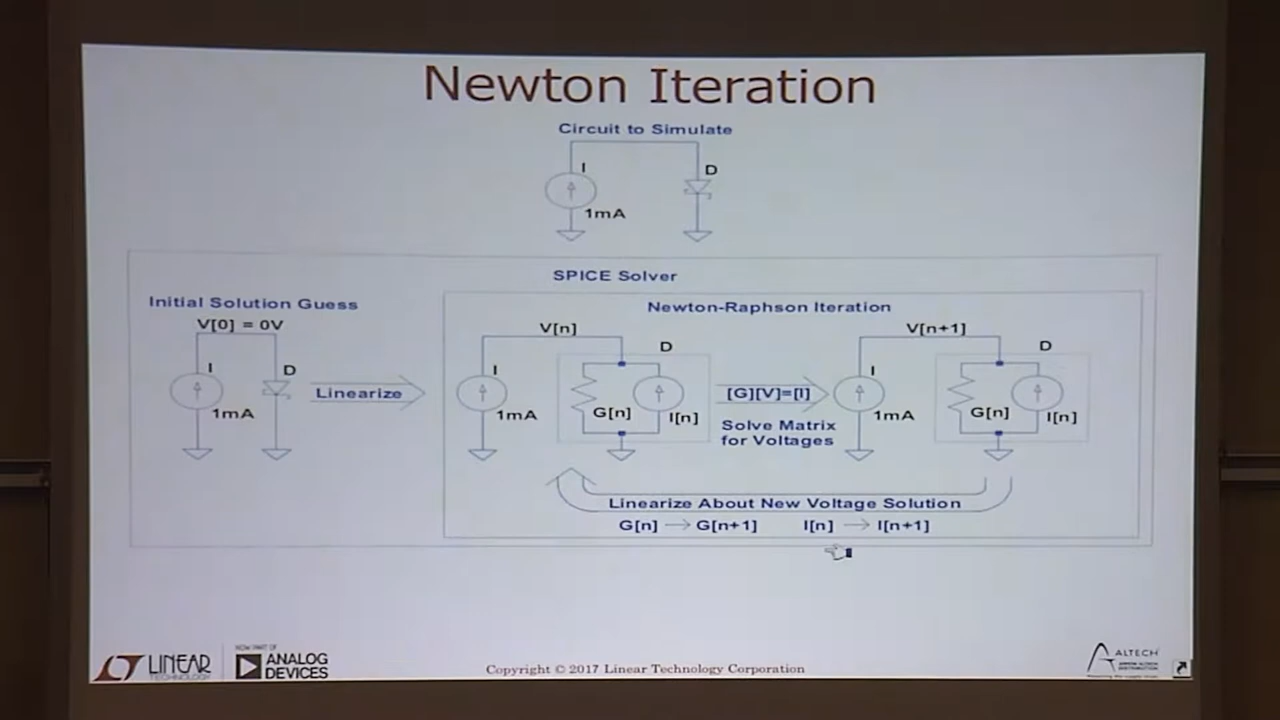 Newton Iteration
Circuit to Simulate
I
D
1mA
SPICE Solver
Initial Solution Guess
V[0] = 0V
I
D
1mA
Linearize
Newton-Raphson Iteration
V[n]
D
I
1mA
G[n]
I[n]
[G][V]=[I]
Solve Matrix
for Voltages
V[n+1]
D
I
1mA
G[n]
I[n]
Linearize About New Voltage Solution
G[n] → G[n+1] I[n] → I[n+1]
LINEAR
TECHNOLOGY
NOW PART OF
ANALOG
DEVICES
Copyright © 2017 Linear Technology Corporation
ALTECH